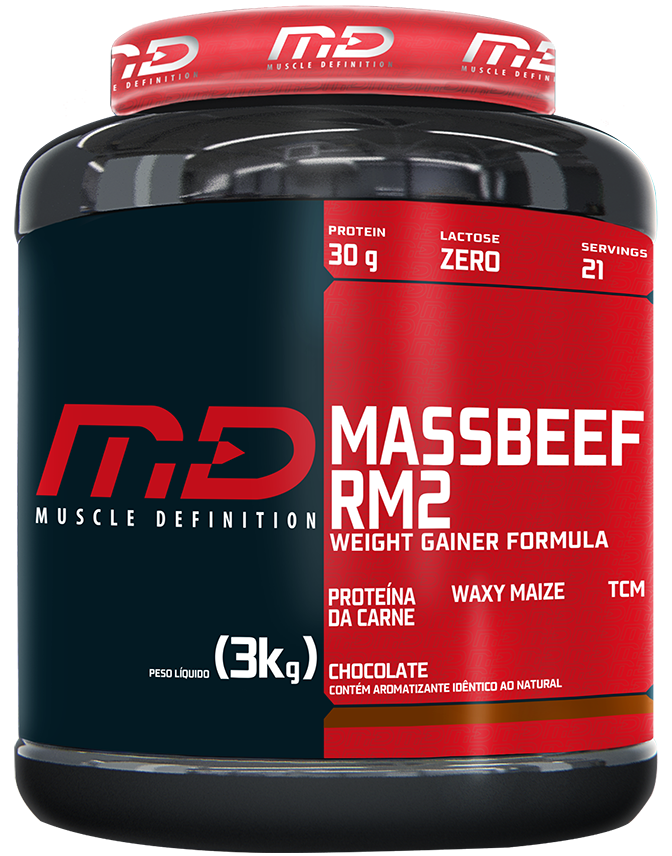 MD
MUSCLE DEFINITION
MD
MUSCLE DEFINITION
MD
MUSCLE DEFINITION
PROTEIN
30 g
LACTOSE
ZERO
SERVINGS
21
MD
MUSCLE DEFINITION
MASSBEEF
RM2
WEIGHT GAINER FORMULA
PROTEÍNA
DA CARNE
WAXY MAIZE
TCM
PESO LÍQUIDO (3kg)
CHOCOLATE
CONTÉM AROMATIZANTE IDÊNTICO AO NATURAL